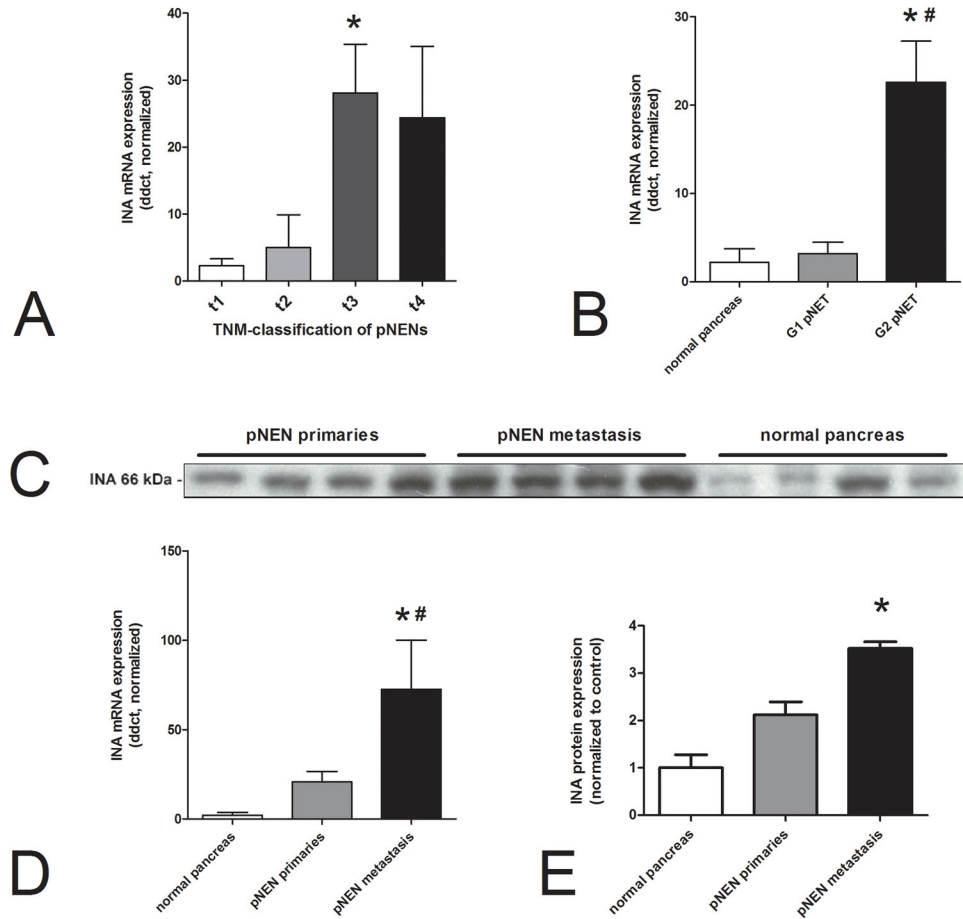 A
INA mRNA expression
(ddct, normalized)
40
30
20
10
0
*
t1
t2
t3
t4
TNM-classification of pNENs
B
INA mRNA expression
(ddct, normalized)
30
20
10
0
* #
normal pancreas
G1 pNET
G2 pNET
C
pNEN primaries
pNEN metastasis
normal pancreas
INA 66 kDa -
D
INA mRNA expression
(ddct, normalized)
150
100
50
0
* #
normal pancreas
pNEN primaries
pNEN metastasis
E
INA protein expression
(normalized to control)
4
3
2
1
0
*
normal pancreas
pNEN primaries
pNEN metastasis